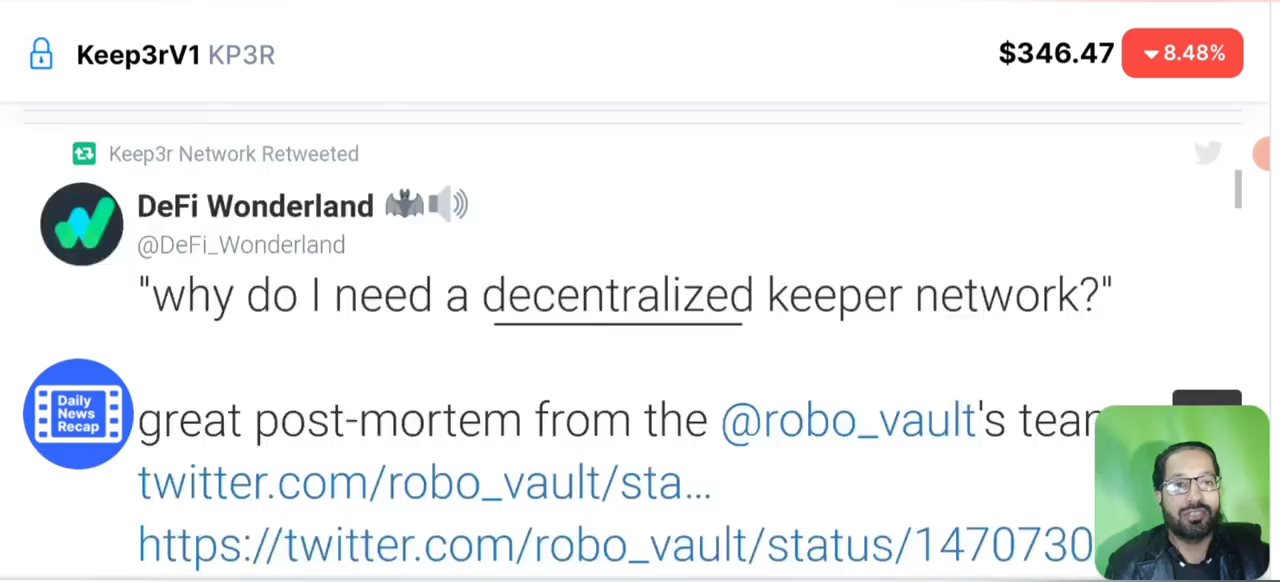 Keep3rV1 KP3R
$346.47 8.48%
Keep3r Network Retweeted
DeFi Wonderland
@DeFi_Wonderland
"why do I need a decentralized keeper network?"
Daily
News
Recap
great post-mortem from the @robo_vault's
twitter.com/robo_vault/sta...
https://twitter.com/robo_vault/status/1470730